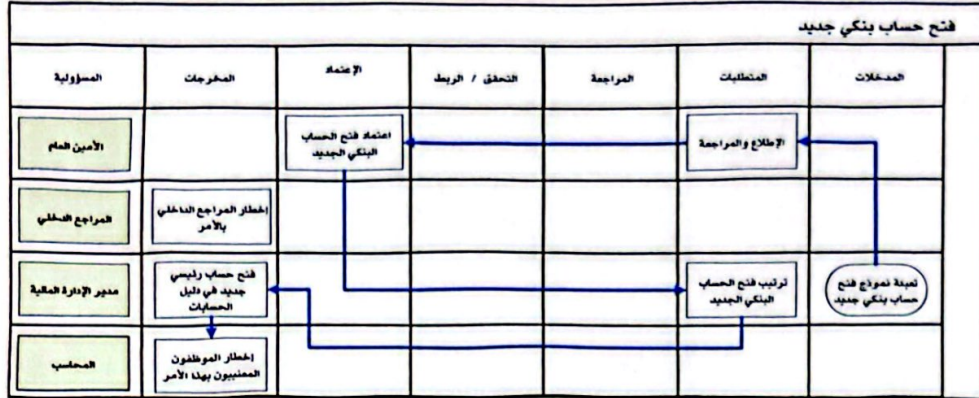 فتح حساب بنكي جديد
المدخلات
المتطلبات
المراجعة
التحقق / الربط
الإعتماد
المخرجات
المسؤولية
الإطلاع والمراجعة
اعتماد فتح الحساب
البنكي الجديد
الأمين العام
إخطار المراجع الداخلي
بالأمر
المراجع الداخلي
تعبئة نموذج فتح
حساب بنكي جديد
ترتيب فتح الحساب
البنكي الجديد
فتح حساب رئيسي
جديد في دليل
الحسابات
مدير الإدارة المالية
إخطار الموظفون
المعنييون بهذا الأمر
المحاسب